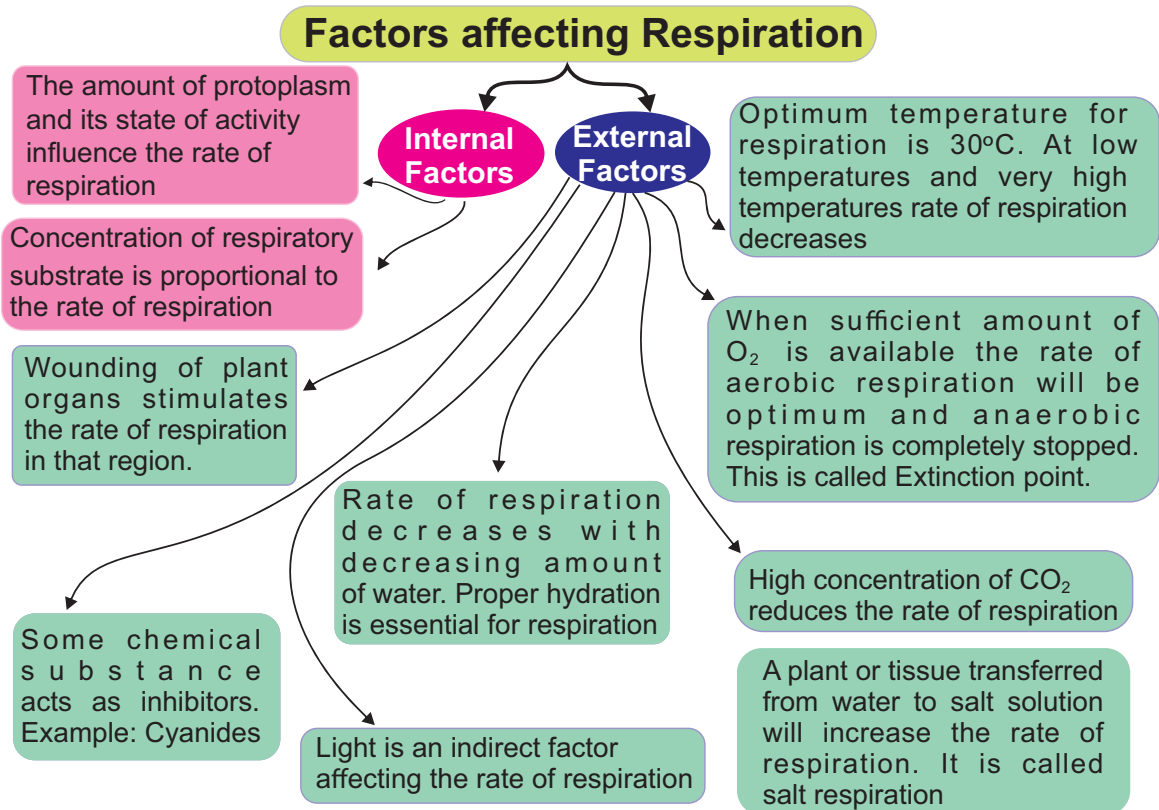 Factors affecting Respiration
The amount of protoplasm
and its state of activity
influence the rate of
respiration
Internal
Factors
External
Factors
Optimum temperature for
respiration is 30ºC. At low
temperatures and very high
temperatures rate of respiration
decreases
Concentration of respiratory
substrate is proportional to
the rate of respiration
When sufficient amount of
O₂ is available the rate of
aerobic respiration will be
optimum and anaerobic
respiration is completely stopped.
This is called Extinction point.
Wounding of plant
organs stimulates
the rate of respiration
in that region.
Rate of respiration
decreases with
decreasing amount
of water. Proper hydration
is essential for respiration
High concentration of CO₂
reduces the rate of respiration
Some chemical
substance
acts as inhibitors.
Example: Cyanides
Light is an indirect factor
affecting the rate of respiration
A plant or tissue transferred
from water to salt solution
will increase the rate of
respiration. It is called
salt respiration